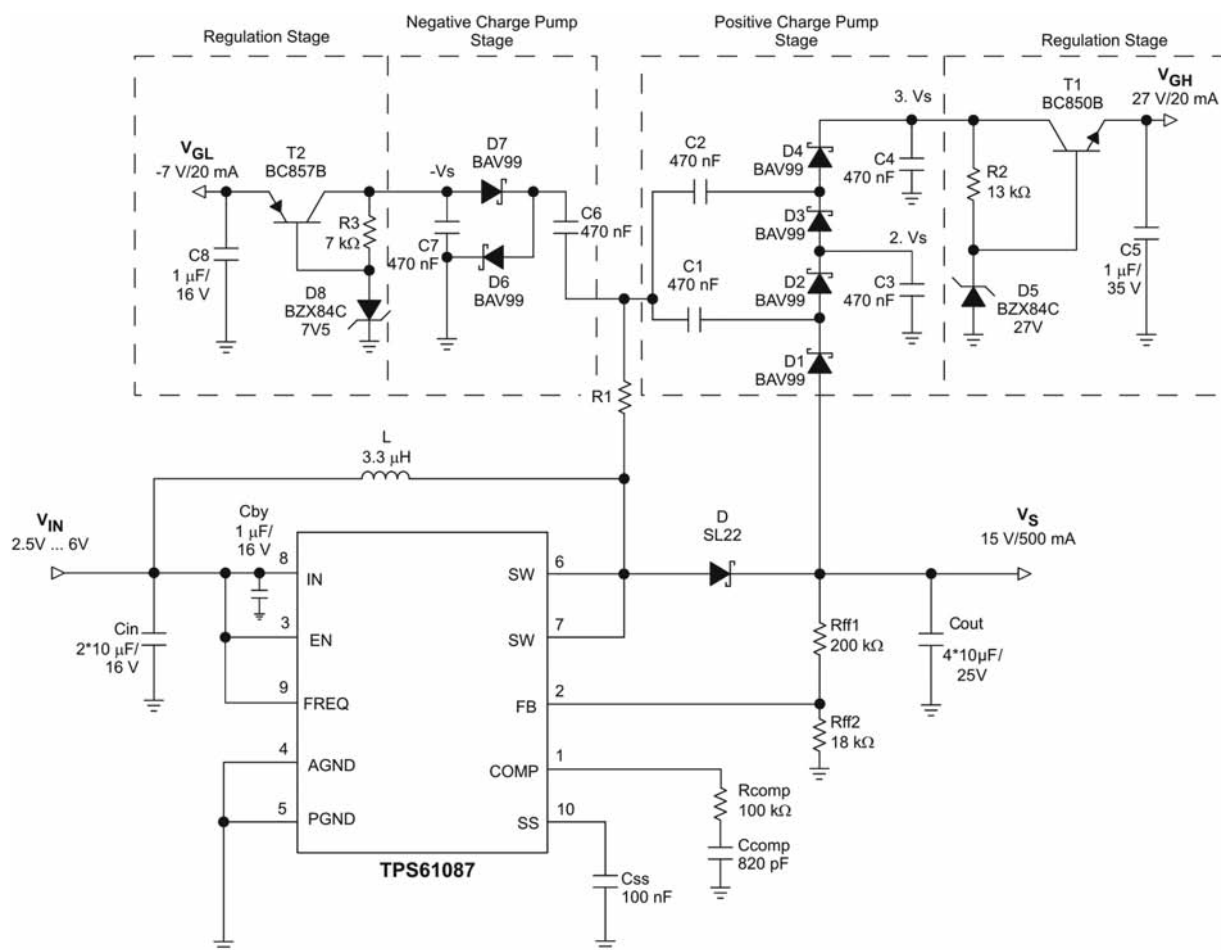 Negative Charge Pump
Stage
Positive Charge Pump
Stage
Regulation Stage
Regulation Stage
VGL
-7 V/20 mA
T2
BC857B
C8
1 μF/
16 V
R3
7 kΩ
D8
BZX84C
7V5
-Vs
C7
470 nF
D7
BAV99
D6
BAV99
C6
470 nF
C2
470 nF
C1
470 nF
D4
BAV99
D3
BAV99
D2
BAV99
D1
BAV99
3. Vs
C4
470 nF
2. Vs
C3
470 nF
R2
13 kΩ
D5
BZX84C
27V
T1
BC850B
VGH
27 V/20 mA
C5
1 μF/
35 V
R1
L
3.3 μH
VIN
2.5V ... 6V
Cin
2*10 μF/
16 V
Cby
1 μF/
16 V
8
IN
3
EN
9
FREQ
4
AGND
5
PGND
6
SW
7
SW
2
FB
1
COMP
10
SS
TPS61087
D
SL22
VS
15 V/500 mA
Rff1
200 kΩ
Rff2
18 kΩ
Cout
4*10µF/
25V
Rcomp
100 kΩ
Ccomp
820 pF
Css
100 nF